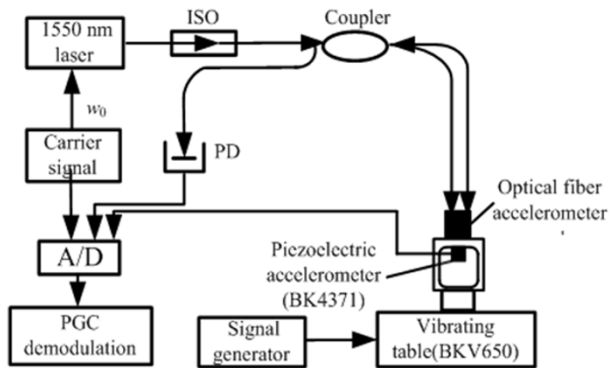 ISO
Coupler
1550 nm
laser
w0
PD
Carrier
signal
Optical fiber
accelerometer
A/D
Piezoelectric
accelerometer
(BK4371)
PGC
demodulation
Signal
generator
Vibrating
table(BKV650)